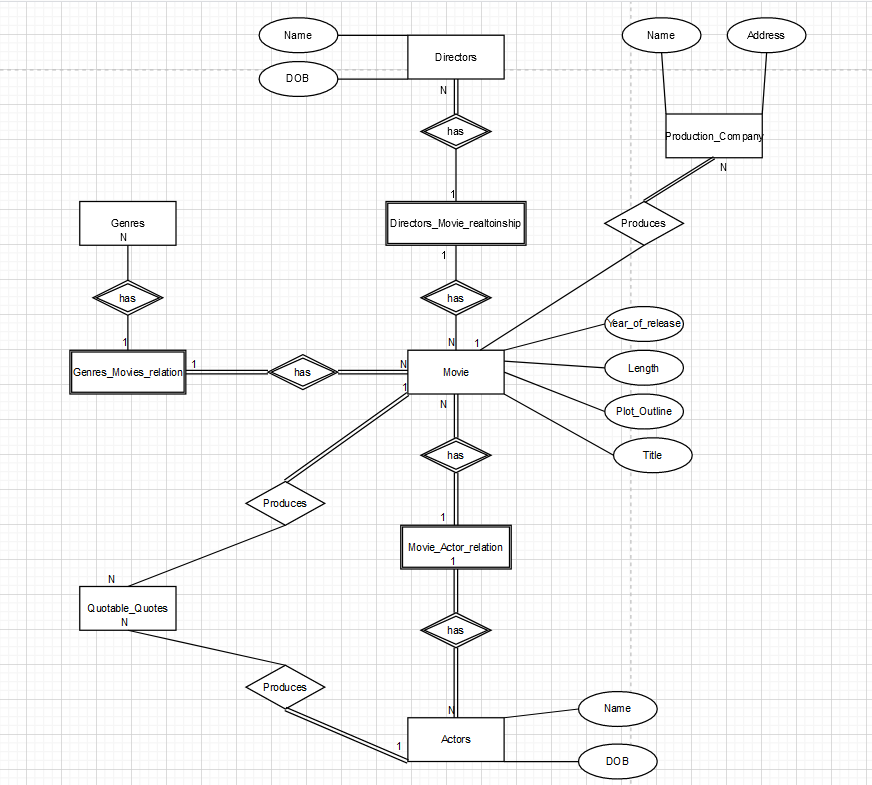 Name
Name
Address
Directors
DOB
N
has
Production_Company
N
1
Directors_Movie_realtoinship
Genres
N
Produces
1
has
has
1
N
1
Genres_Movies_relation
1
has
N
Movie
1
N
Year_of_release
Length
Plot_Outline
Title
has
Produces
1
Movie_Actor_relation
1
N
Quotable_Quotes
N
has
Produces
N
1
Actors
Name
DOB